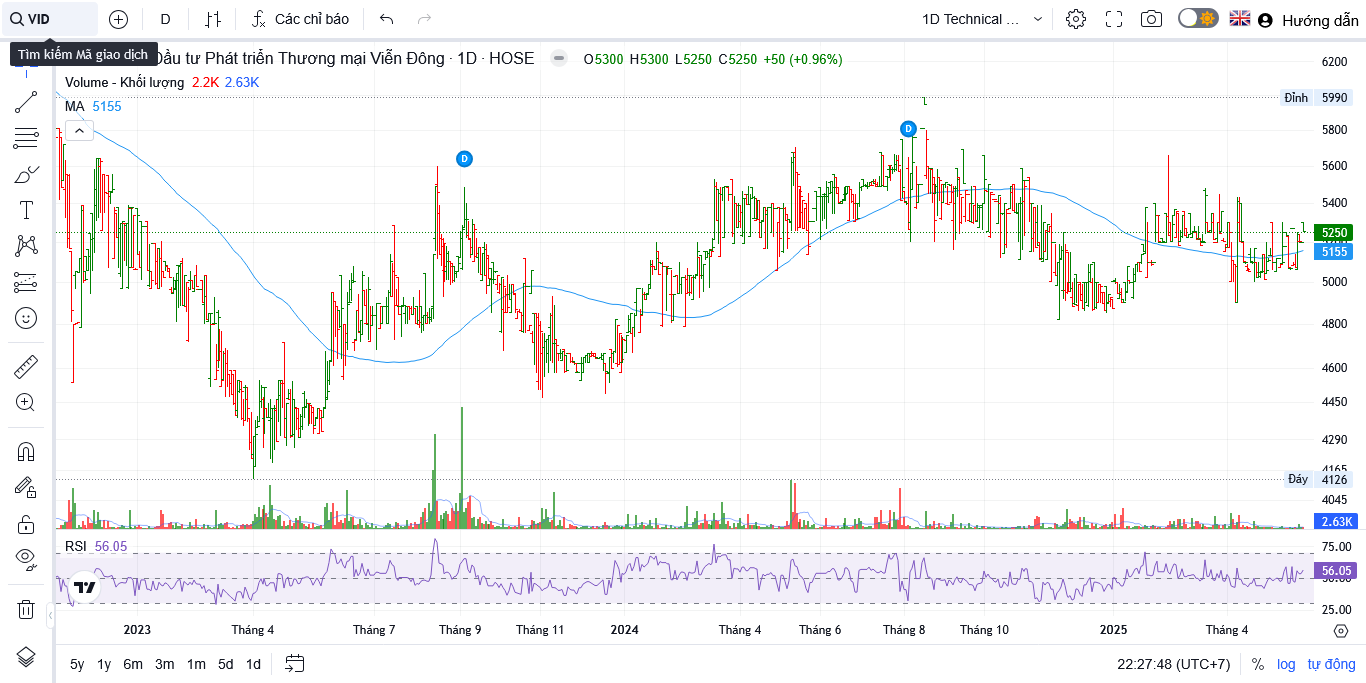 VID
D
Các chỉ báo
1D Technical ...
Hướng dẫn
Tìm kiếm Mã giao dịch
Đầu tư Phát triển Thương mại Viễn Đông · 1D · HOSE
O5300 H5300 L5250 C5250 +50 (+0.96%)
Volume - Khối lượng 2.2K 2.63K
MA 5155
6200
Đỉnh 5990
5800
5600
5400
5250
5155
5000
4800
4600
4450
4290
4165
Đáy 4126
4045
2.63K
D
D
RSI 56.05
75.00
56.05
50.00
25.00
2023
Tháng 4
Tháng 7
Tháng 9
Tháng 11
2024
Tháng 4
Tháng 6
Tháng 8
Tháng 10
2025
Tháng 4
5y 1y 6m 3m 1m 5d 1d
22:27:48 (UTC+7)
% log tự động